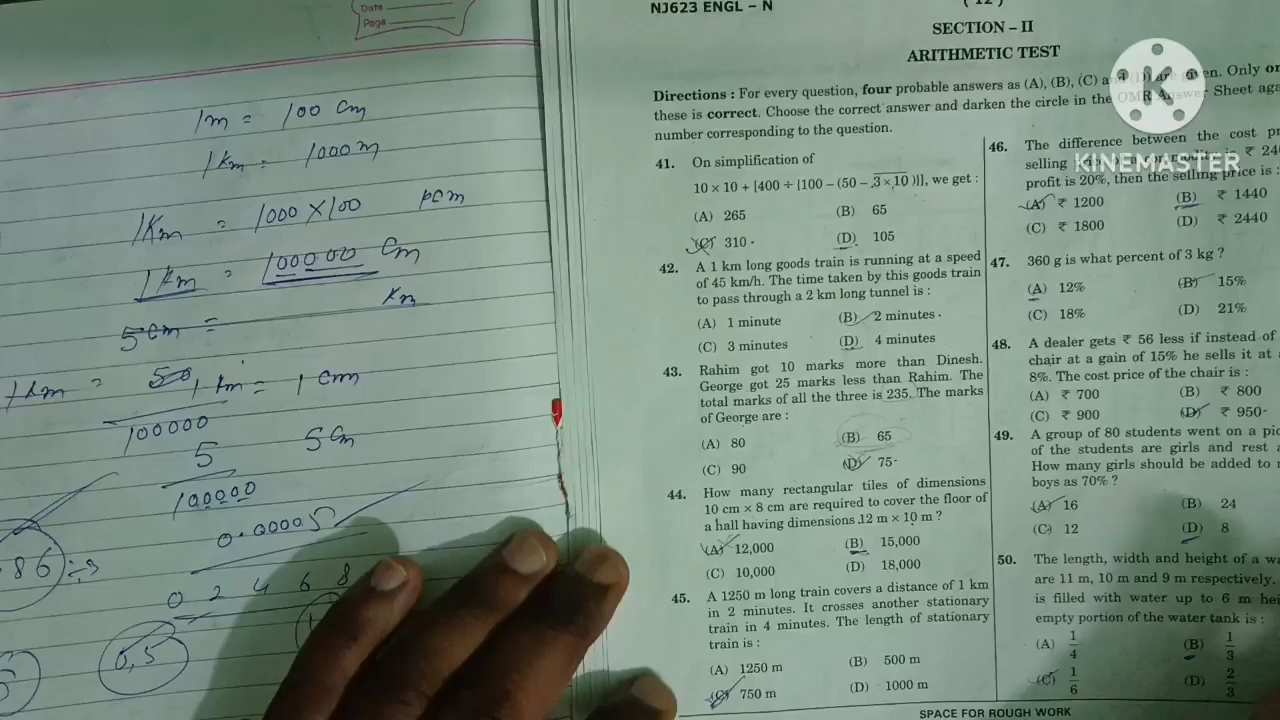 Date
Page
1m = 100 cm
1km = 1000m
1km = 1000 X 100
1km = 100000 cm
km
5cm =
1 cm
100000
5 5cm
100000
0.00005
86
0 2 4 6 8
0,5
NJ623 ENGL – N
( 12 )
SECTION – II
ARITHMETIC TEST
Directions : For every question, four probable answers as (A), (B), (C) and (D) are given. Only
these is correct. Choose the correct answer and darken the circle in the OMR Answer Sheet
number corresponding to the question.
41. On simplification of
10 × 10 + [400 ÷ {100 – (50 – 3 × 10 )}], we get :
(A) 265 (B) 65
(C) 310 (D) 105
42. A 1 km long goods train is running at a speed
of 45 km/h. The time taken by this goods train
to pass through a 2 km long tunnel is :
(A) 1 minute (B) 2 minutes
(C) 3 minutes (D) 4 minutes
43. Rahim got 10 marks more than Dinesh.
George got 25 marks less than Rahim. The
total marks of all the three is 235. The marks
of George are :
(A) 80 (B) 65
(C) 90 (D) 75
44. How many rectangular tiles of dimensions
10 cm × 8 cm are required to cover the floor of
a hall having dimensions 12 m × 10 m ?
(A) 12,000 (B) 15,000
(C) 10,000 (D) 18,000
45. A 1250 m long train covers a distance of 1 km
in 2 minutes. It crosses another stationary
train in 4 minutes. The length of stationary
train is :
(A) 1250 m (B) 500 m
(C) 750 m (D) 1000 m
46. The difference between the cost
selling ₹
profit is 20%, then the selling price is :
(A) ₹ 1200 (B) ₹ 1440
(C) ₹ 1800 (D) ₹ 2440
47. 360 g is what percent of 3 kg ?
(A) 12% (B) 15%
(C) 18% (D) 21%
48. A dealer gets ₹ 56 less if instead of
chair at a gain of 15% he sells it at
8%. The cost price of the chair is :
(A) ₹ 700 (B) ₹ 800
(C) ₹ 900 (D) ₹ 950
49. A group of 80 students went on a
of the students are girls and rest
How many girls should be added to
boys as 70% ?
(A) 16 (B) 24
(C) 12 (D) 8
50. The length, width and height of a
are 11 m, 10 m and 9 m respectively.
is filled with water up to 6 m
empty portion of the water tank is :
(A) 1/4 (B) 1/3
(C) 1/6 (D) 2/3
SPACE FOR ROUGH WORK
K
KINEMASTER